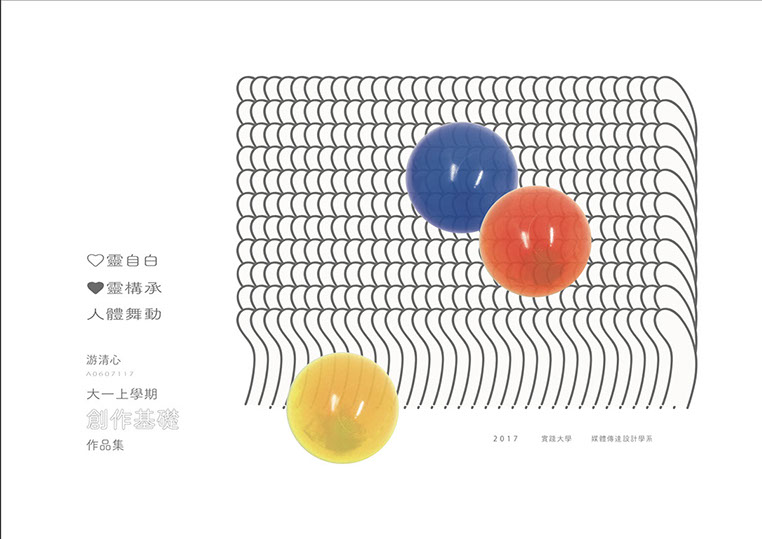 ♡靈自白
♥靈構承
人體舞動
游清心
A0607117
大一上學期
創作基礎
作品集
2017 實踐大學 媒體傳達設計學系